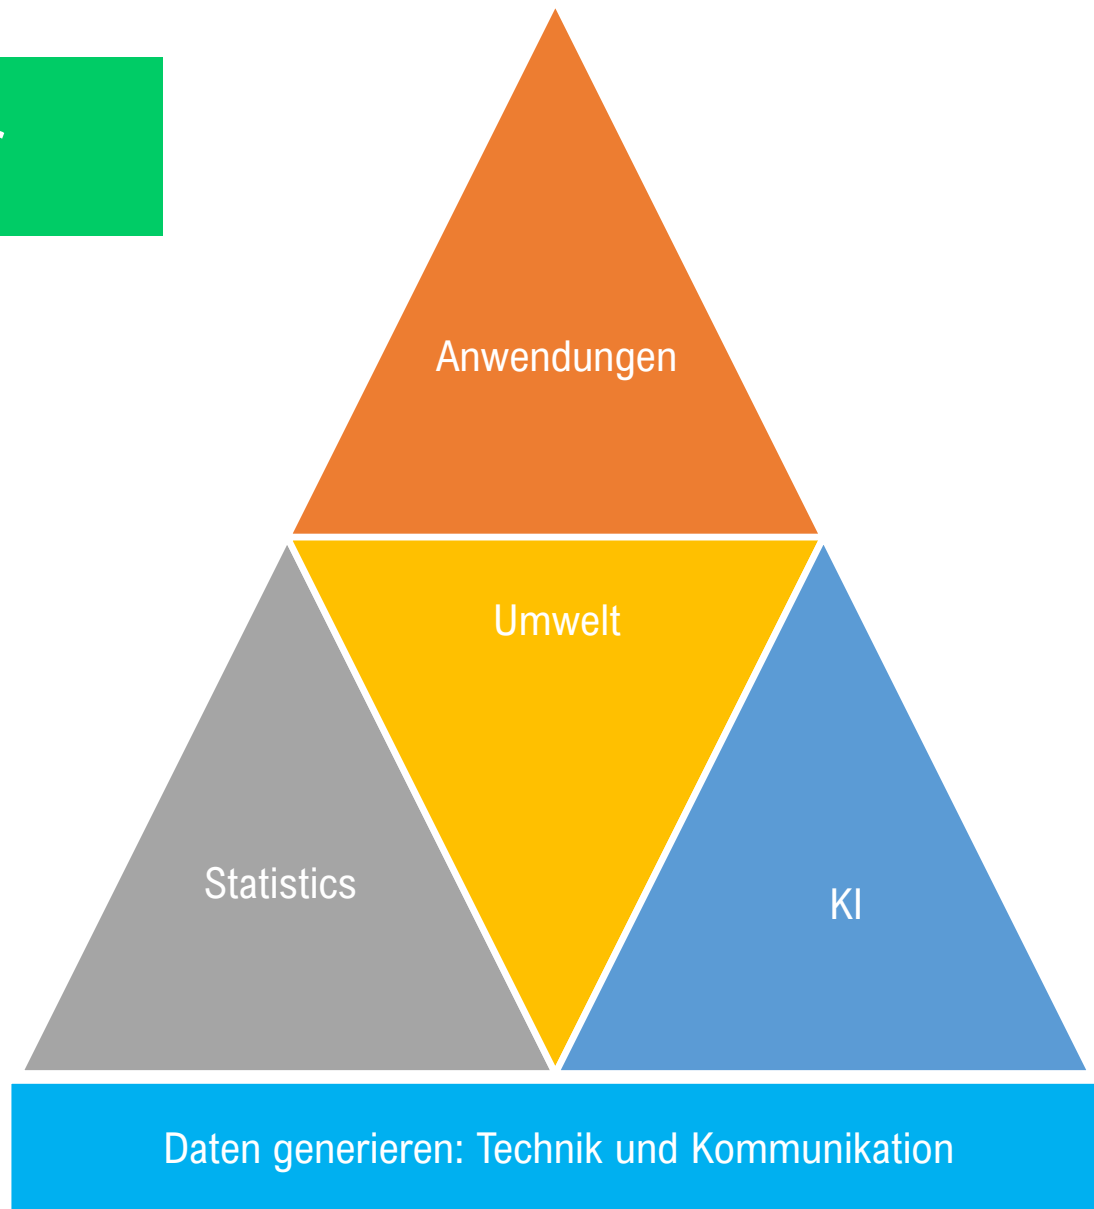 Anwendungen
Umwelt
Statistics
KI
Daten generieren: Technik und Kommunikation